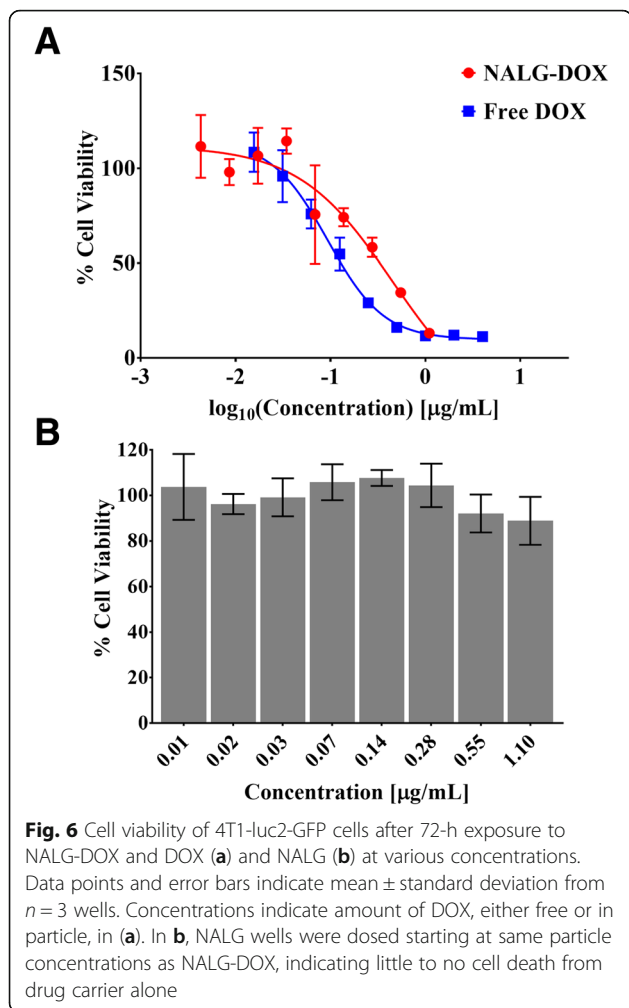 A
NALG-DOX
Free DOX
% Cell Viability
150
100
50
0
-3 -2 -1 0 1
log₁₀(Concentration) [µg/mL]
B
% Cell Viability
120
100
80
60
40
20
0
0.01 0.02 0.03 0.07 0.14 0.28 0.55 1.10
Concentration [µg/mL]
Fig. 6 Cell viability of 4T1-luc2-GFP cells after 72-h exposure to
NALG-DOX and DOX (a) and NALG (b) at various concentrations.
Data points and error bars indicate mean ± standard deviation from
n = 3 wells. Concentrations indicate amount of DOX, either free or in
particle, in (a). In b, NALG wells were dosed starting at same particle
concentrations as NALG-DOX, indicating little to no cell death from
drug carrier alone